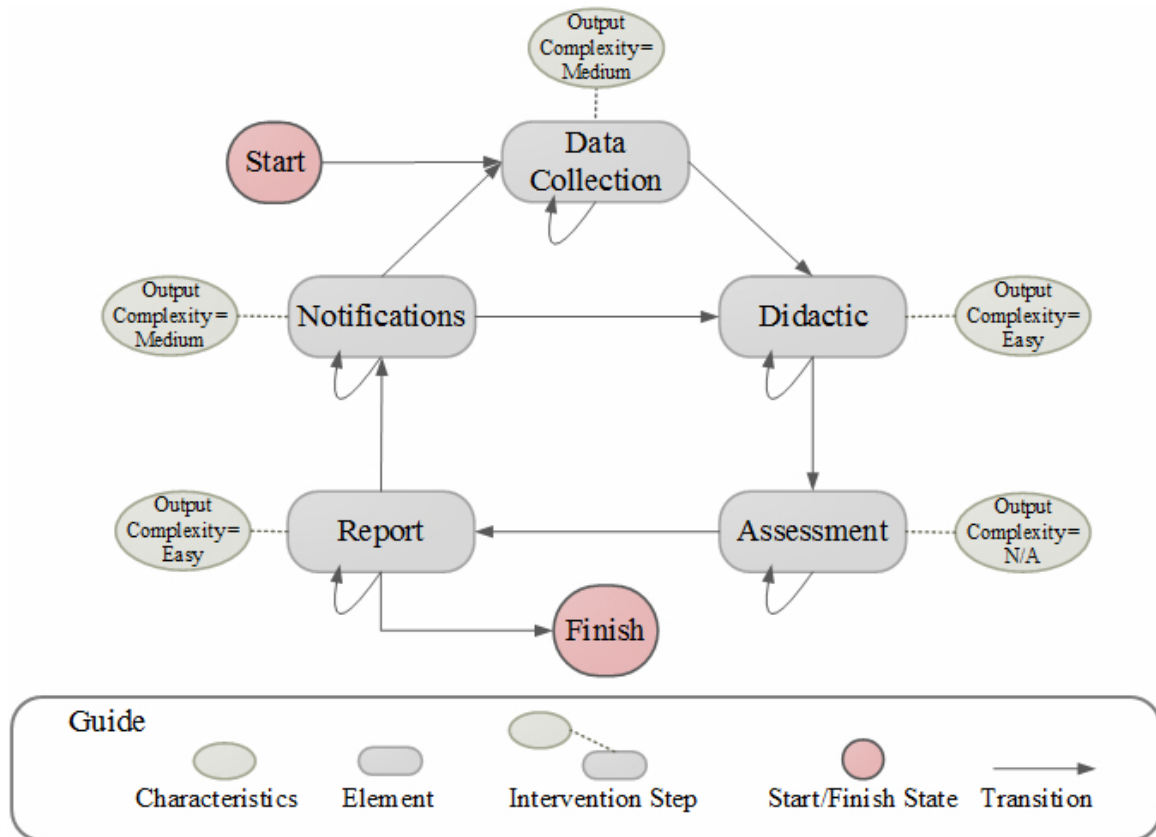 Output
Complexity=
Medium
Start
Data
Collection
Output
Complexity=
Medium
Notifications
Didactic
Output
Complexity=
Easy
Output
Complexity=
Easy
Report
Assessment
Output
Complexity=
N/A
Finish
Guide
Characteristics
Element
Intervention Step
Start/Finish State
Transition